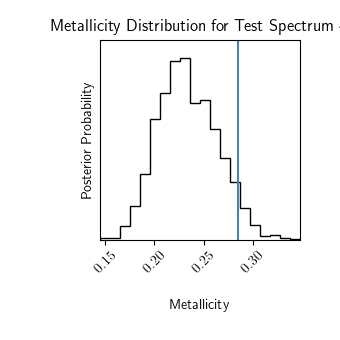 Metallicity Distribution for Test Spectrum
Posterior Probability
0.15
0.20
0.25
0.30
Metallicity